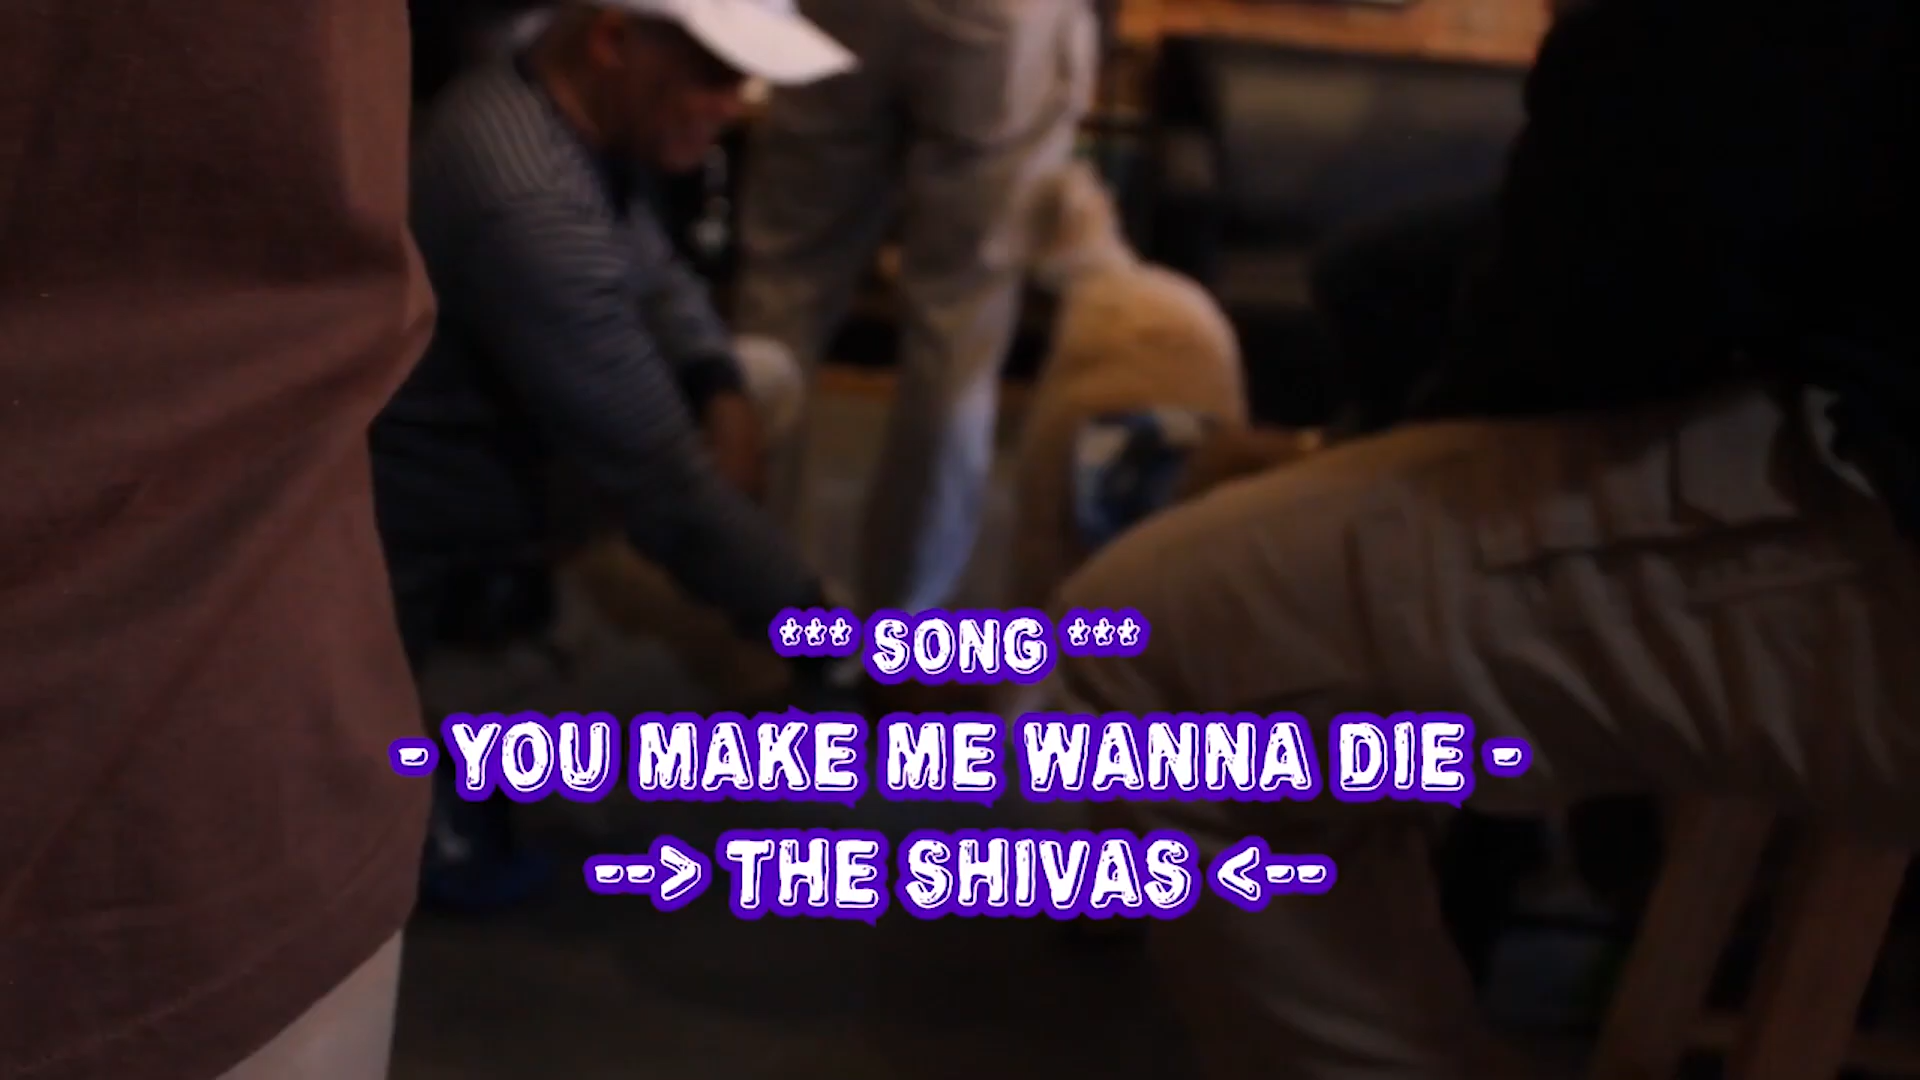 *** SONG ***
- YOU MAKE ME WANNA DIE -
--> THE SHIVAS <--